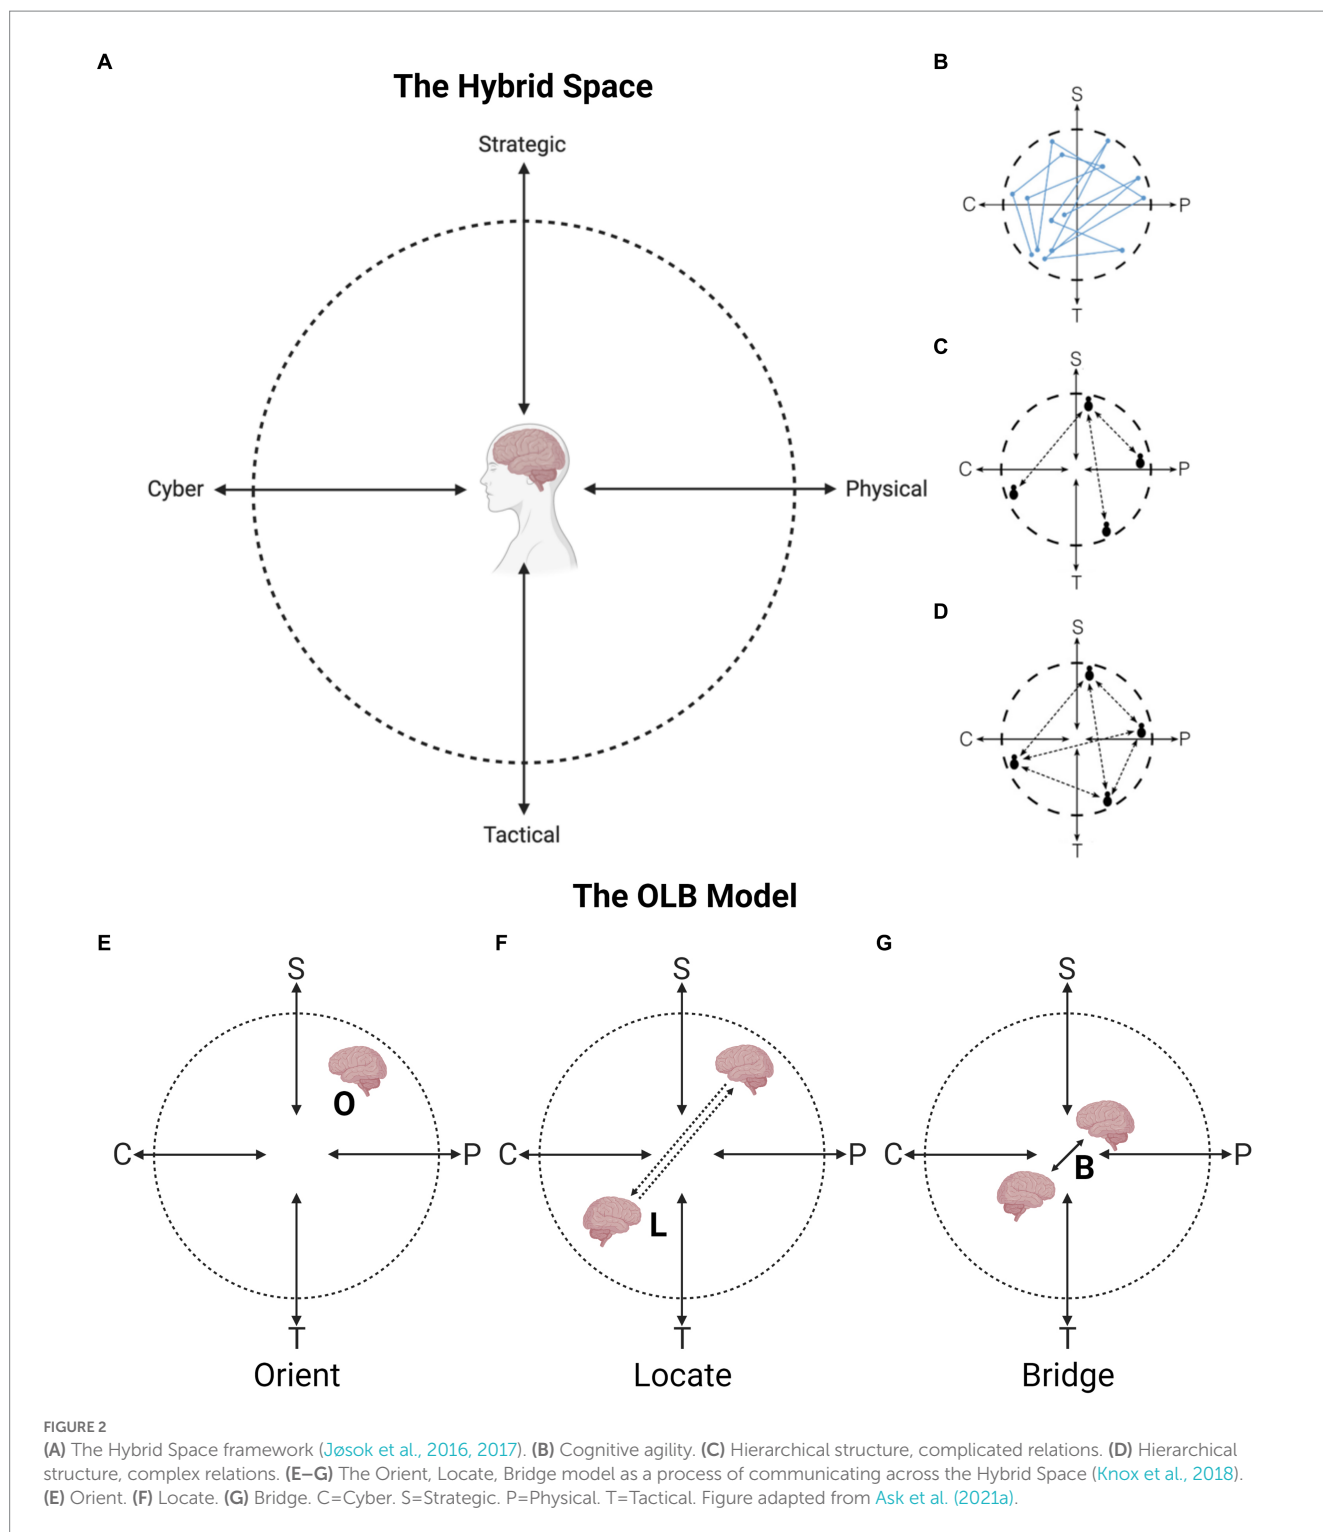 A
The Hybrid Space
Strategic
Cyber
Physical
Tactical
B
S
C
P
T
C
S
C
P
T
D
S
C
P
T
The OLB Model
E
S
O
C
P
T
Orient
F
S
C
P
L
T
Locate
G
S
C
P
B
T
Bridge
FIGURE 2
(A) The Hybrid Space framework (Jøsok et al., 2016, 2017). (B) Cognitive agility. (C) Hierarchical structure, complicated relations. (D) Hierarchical
structure, complex relations. (E–G) The Orient, Locate, Bridge model as a process of communicating across the Hybrid Space (Knox et al., 2018).
(E) Orient. (F) Locate. (G) Bridge. C=Cyber. S=Strategic. P=Physical. T=Tactical. Figure adapted from Ask et al. (2021a).